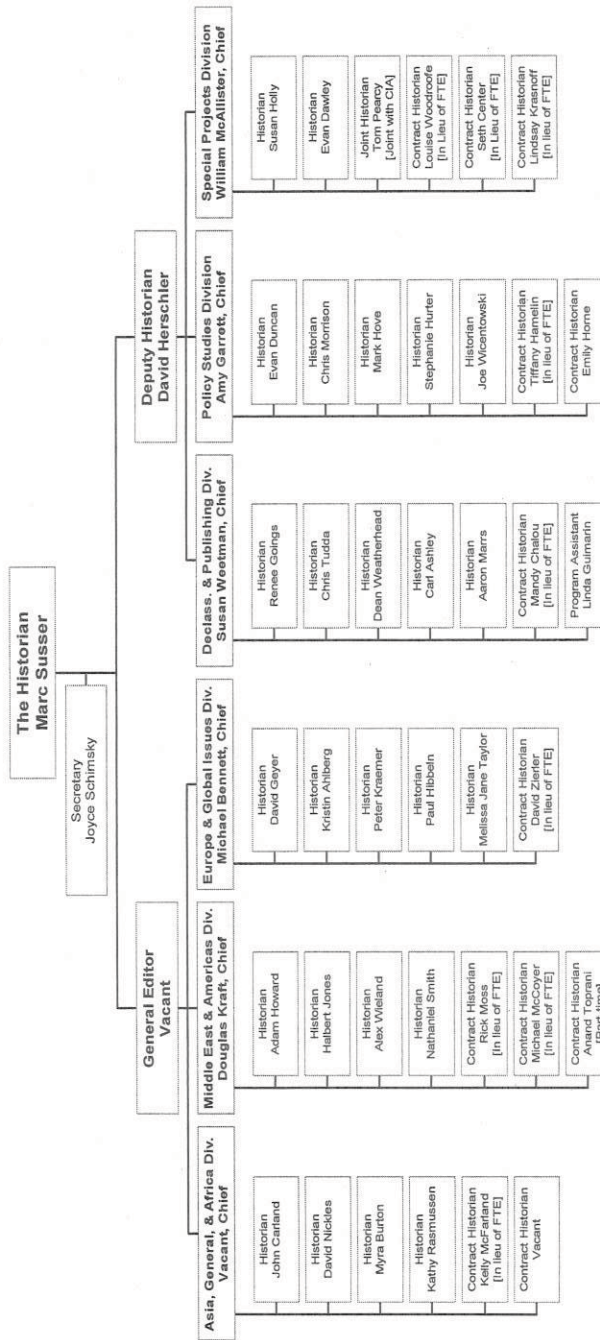 The Historian
Marc Susser
Secretary
Joyce Schimsky
General Editor
Vacant
Deputy Historian
David Herschler
Asia, General, & Africa Div.
Vacant, Chief
Historian
John Carland
Historian
David Nickles
Historian
Myra Burton
Historian
Kathy Rasmussen
Contract Historian
Kelly McFarland
[In lieu of FTE]
Contract Historian
Vacant
Middle East & Americas Div.
Douglas Kraft, Chief
Historian
Adam Howard
Historian
Halbert Jones
Historian
Alex Wieland
Historian
Nathaniel Smith
Contract Historian
Rick Moss
[In lieu of FTE]
Contract Historian
Michael McCoyer
[In lieu of FTE]
Contract Historian
Anand Toprani
[Part-time]
Europe & Global Issues Div.
Michael Bennett, Chief
Historian
David Geyer
Historian
Kristin Ahlberg
Historian
Peter Kraemer
Historian
Paul Hibbeln
Historian
Melissa Jane Taylor
Contract Historian
David Zierler
[In lieu of FTE]
Declass. & Publishing Div.
Susan Weetman, Chief
Historian
Renee Goings
Historian
Chris Tudda
Historian
Dean Weatherhead
Historian
Carl Ashley
Historian
Aaron Marrs
Contract Historian
Mandy Chalou
[In lieu of FTE]
Program Assistant
Linda Guimarin
Policy Studies Division
Amy Garrett, Chief
Historian
Evan Duncan
Historian
Chris Morrison
Historian
Mark Hove
Historian
Stephanie Hurter
Historian
Joe Wicentowski
Contract Historian
Tiffany Hamelin
[In lieu of FTE]
Contract Historian
Emily Horne
Special Projects Division
William McAllister, Chief
Historian
Susan Holly
Historian
Evan Dawley
Joint Historian
Tom Pearcy
[Joint with CIA]
Contract Historian
Louise Woodroofe
[In Lieu of FTE]
Contract Historian
Seth Center
[In Lieu of FTE]
Contract Historian
Lindsay Krasnoff
[In lieu of FTE]